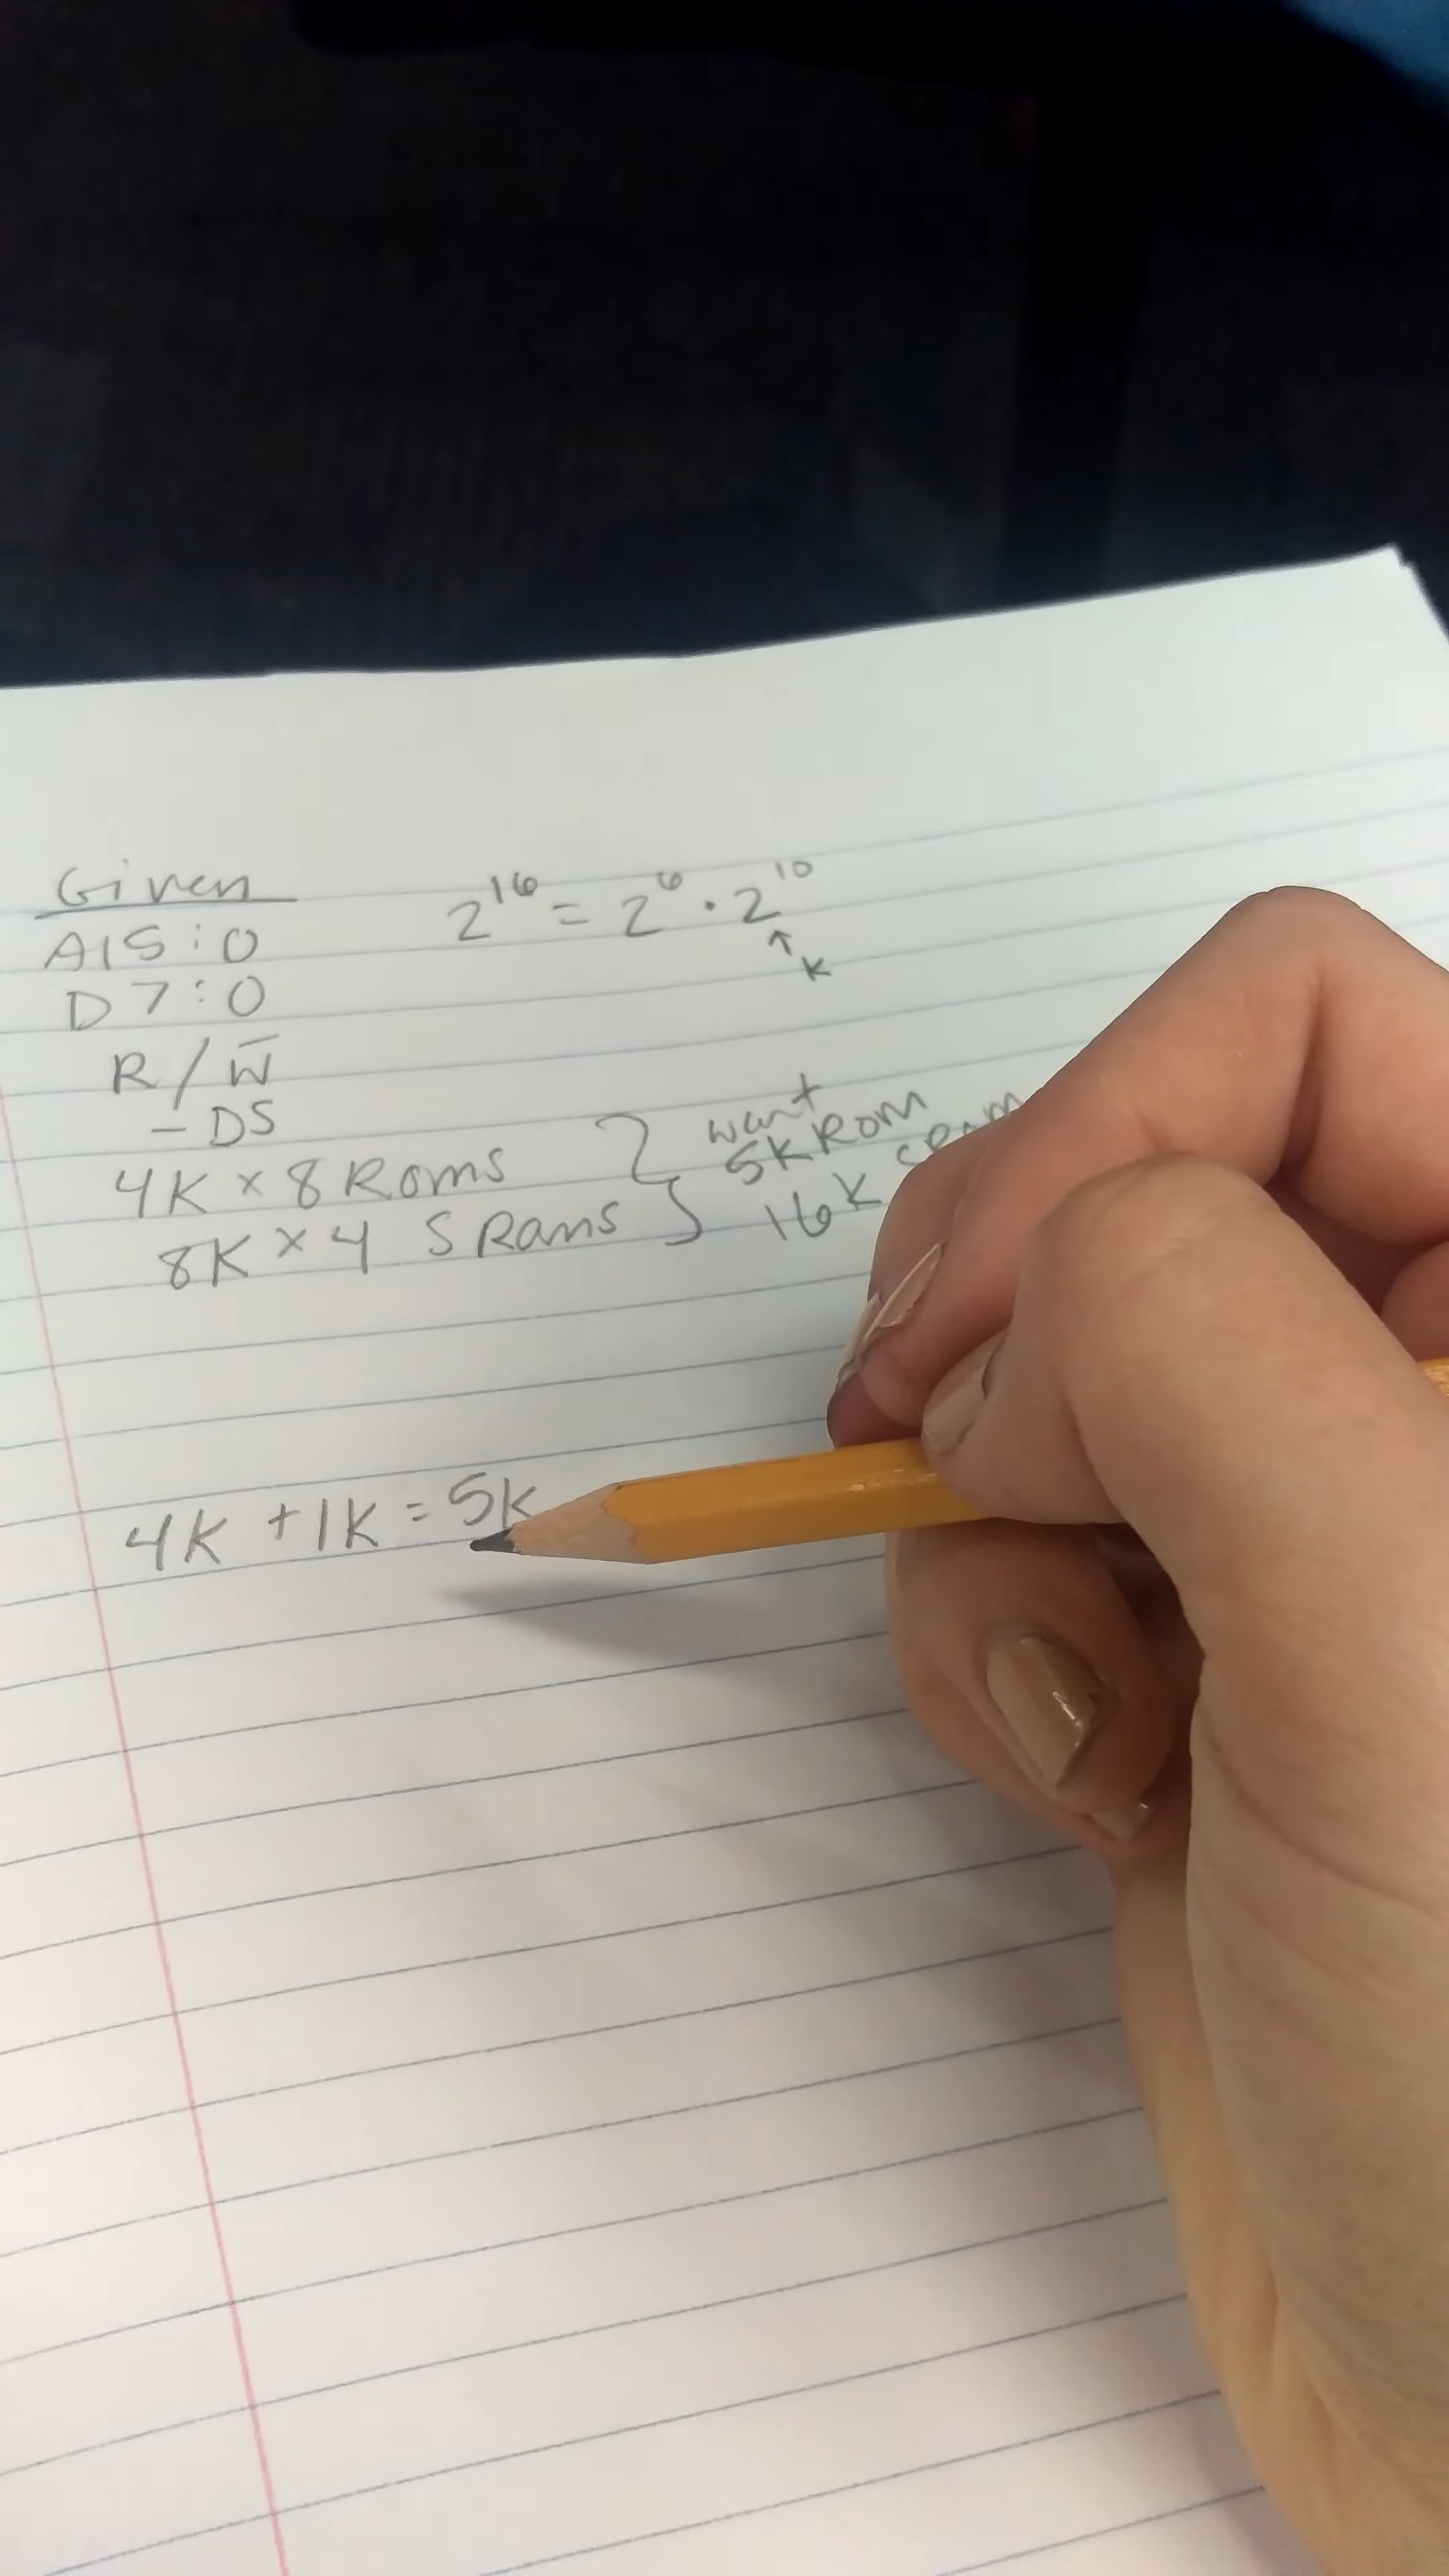 Given
A15:0
D7:0
R/W̅
-DS
4K x 8 Roms
8K x 4 SRams
2^16 = 2^6 · 2^10
↑
K
want
5K Rom
16K
4K + 1K = 5K